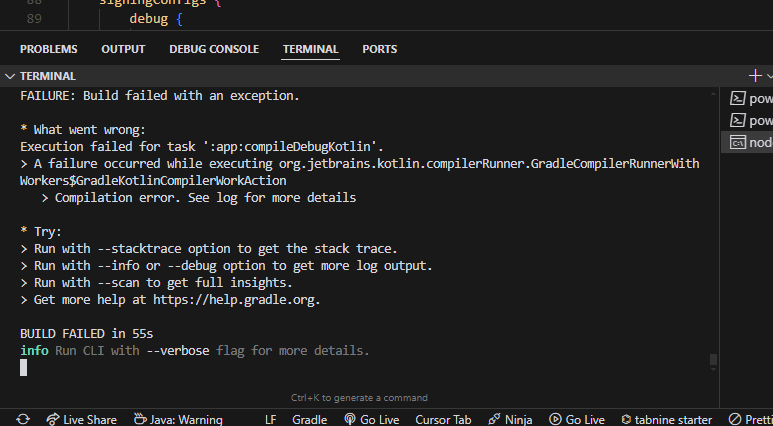 88 signingConfigs {
89 debug {
PROBLEMS OUTPUT DEBUG CONSOLE TERMINAL PORTS
TERMINAL
FAILURE: Build failed with an exception.
* What went wrong:
Execution failed for task ':app:compileDebugKotlin'.
> A failure occurred while executing org.jetbrains.kotlin.compilerRunner.GradleCompilerRunnerWith
Workers$GradleKotlinCompilerWorkAction
> Compilation error. See log for more details
* Try:
> Run with --stacktrace option to get the stack trace.
> Run with --info or --debug option to get more log output.
> Run with --scan to get full insights.
> Get more help at https://help.gradle.org.
BUILD FAILED in 55s
info Run CLI with --verbose flag for more details.
pow
pow
node
Ctrl+K to generate a command
Live Share Java: Warning LF Gradle Go Live Cursor Tab Ninja Go Live tabnine starter Pretti